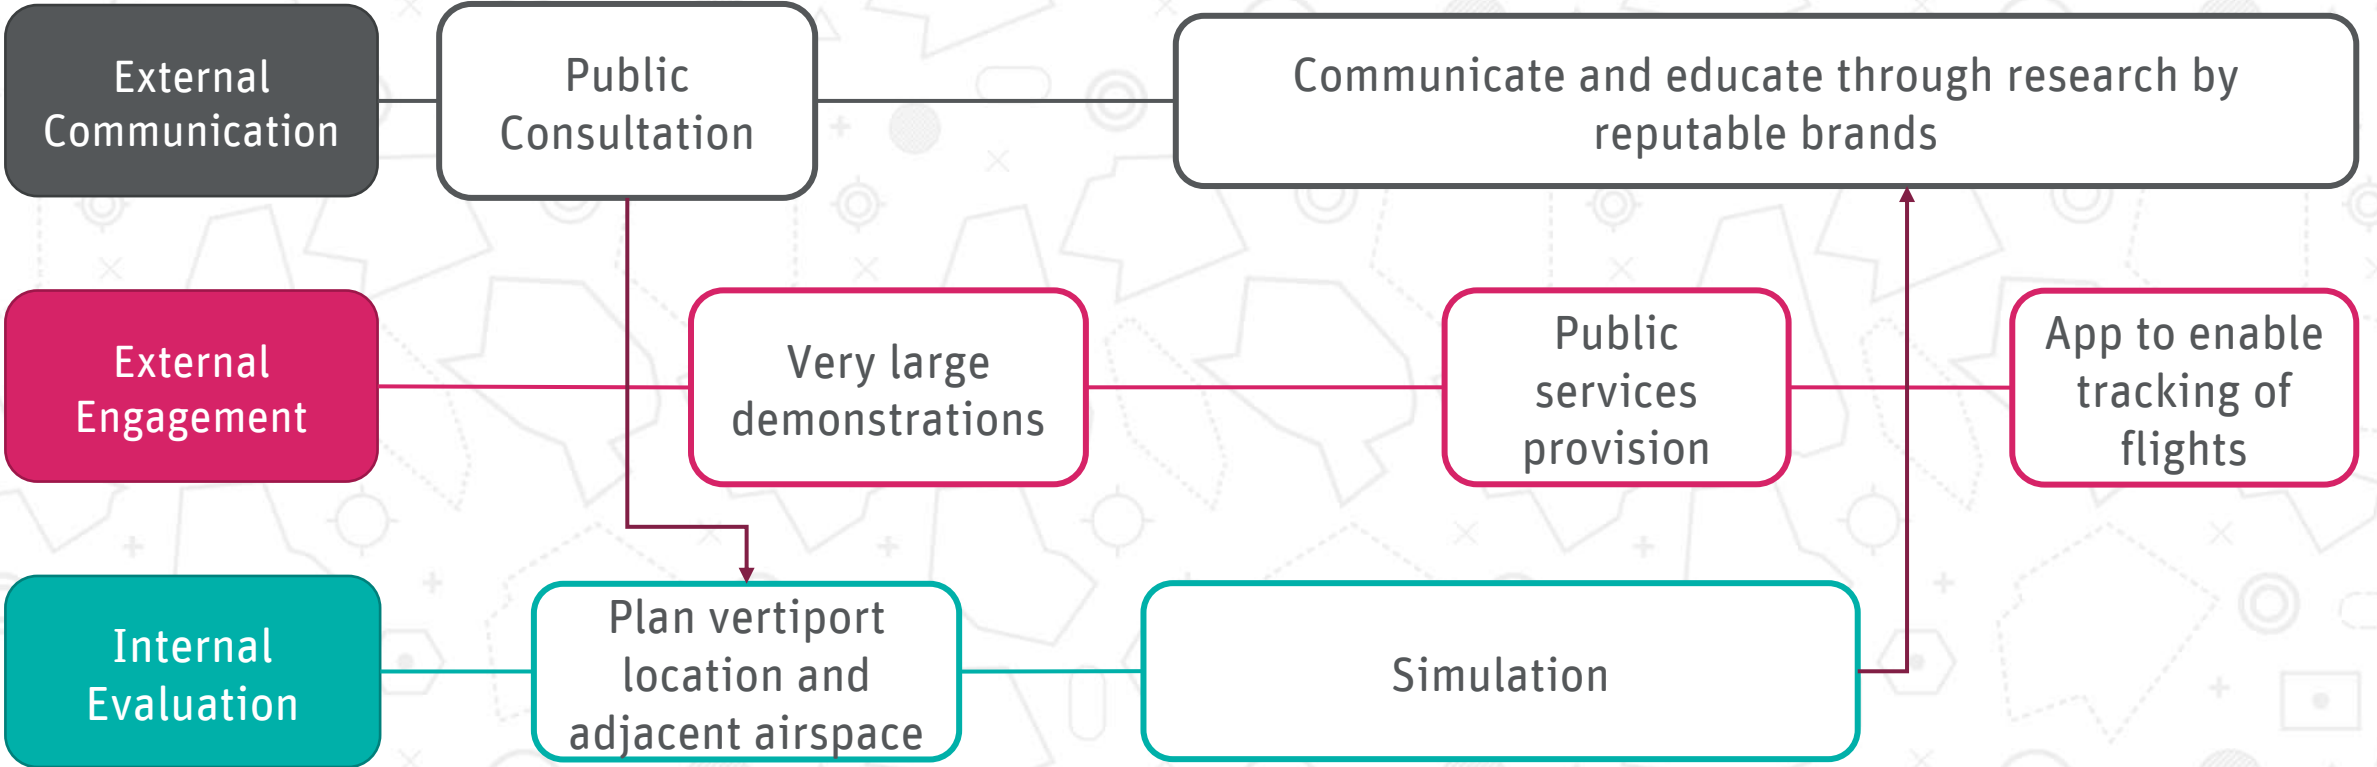 External
Communication
Public
Consultation
Communicate and educate through research by
reputable brands
External
Engagement
Very large
demonstrations
Public
services
provision
App to enable
tracking of
flights
Internal
Evaluation
Plan vertiport
location and
adjacent airspace
Simulation